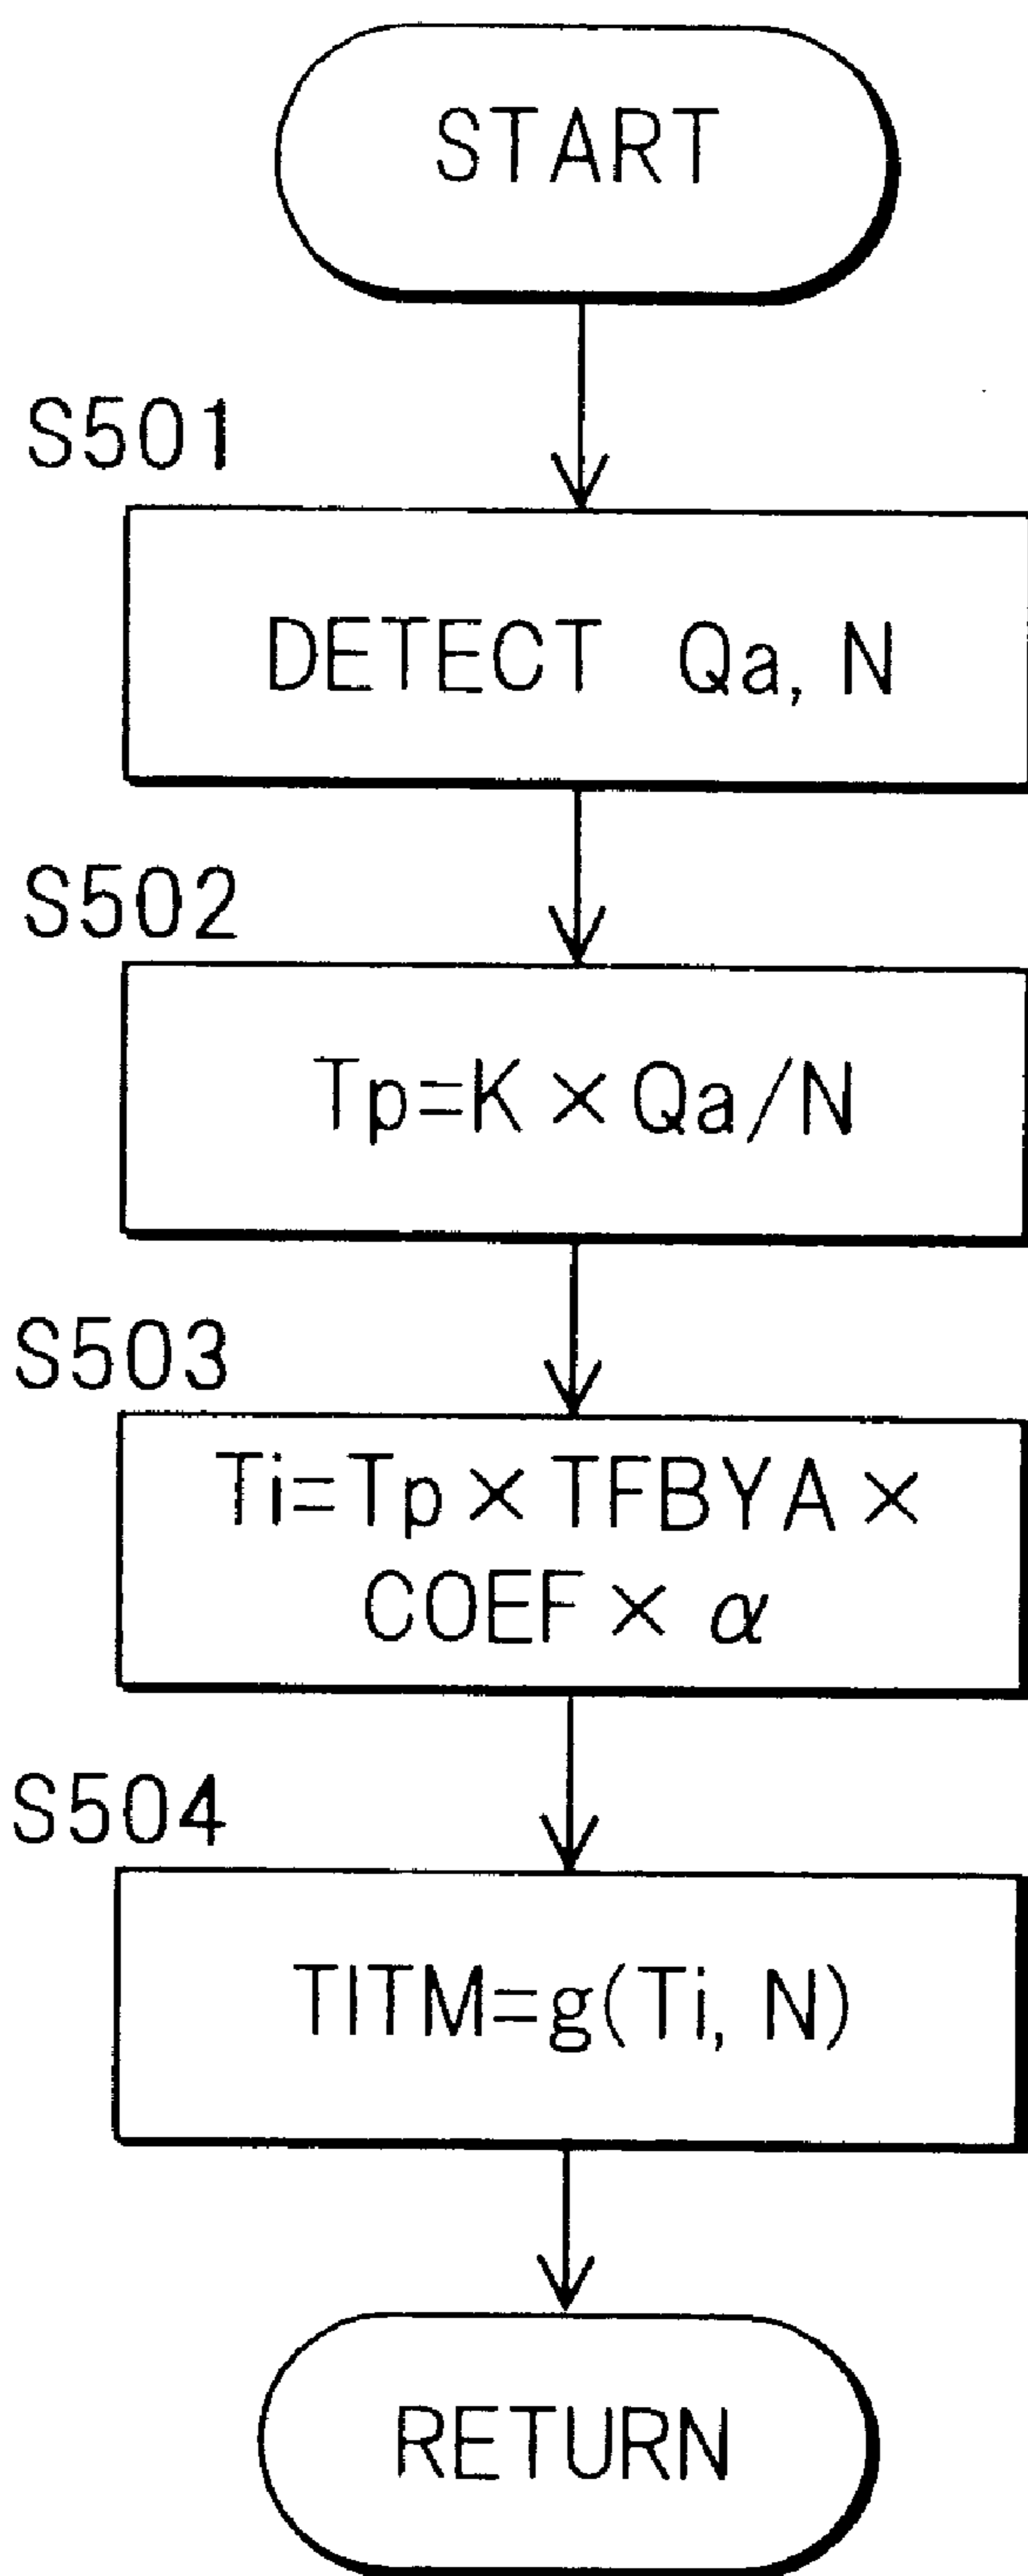 START
S501
DETECT Qa, N
S502
Tp=K×Qa/N
S503
Ti=Tp×TFBYA×
COEF×α
S504
TITM=g(Ti, N)
RETURN